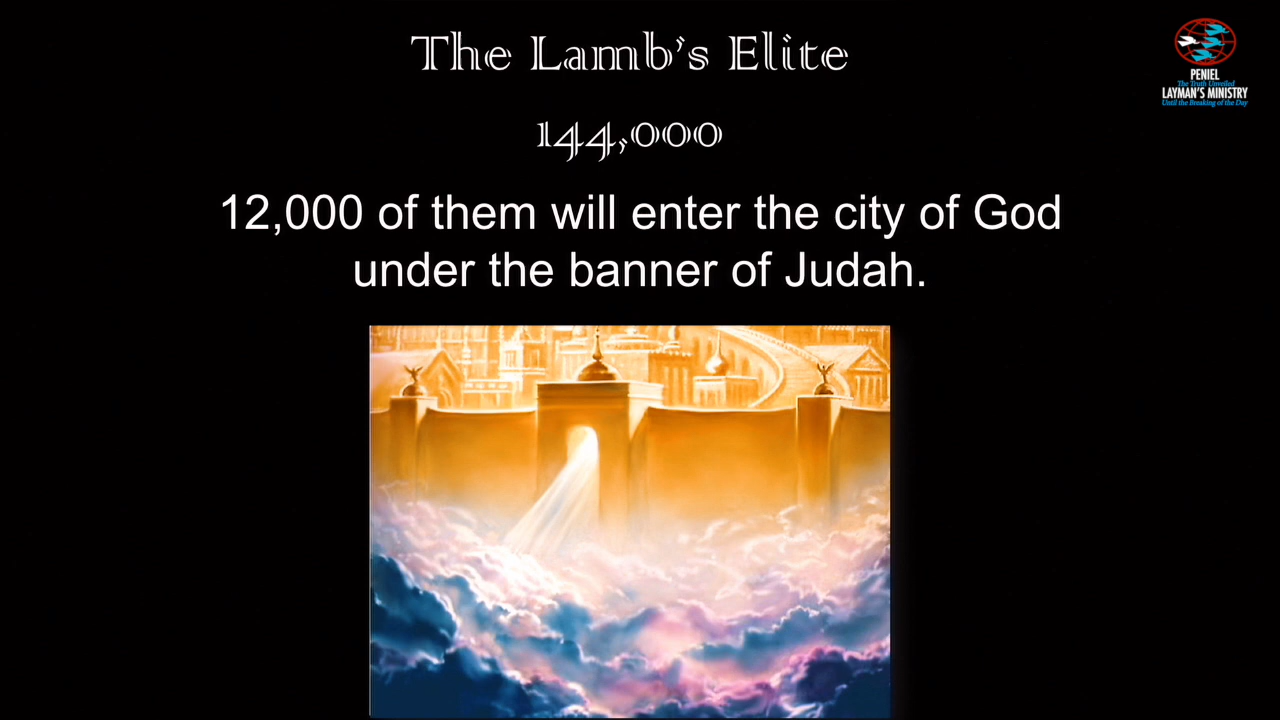 The Lamb's Elite
144,000
12,000 of them will enter the city of God
under the banner of Judah.
PENIEL
The Truth Unveiled
LAYMAN'S MINISTRY
Until the Breaking of the Day